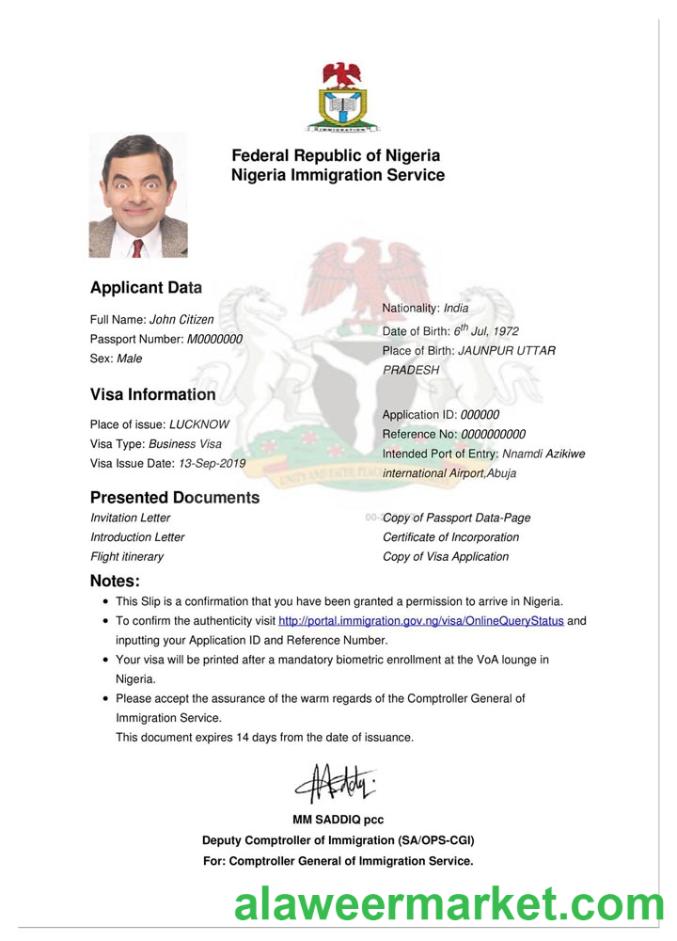 IMMIGRATION
Federal Republic of Nigeria
Nigeria Immigration Service
Applicant Data
Full Name: John Citizen
Passport Number: M0000000
Sex: Male
Nationality: India
Date of Birth: 6th Jul, 1972
Place of Birth: JAUNPUR UTTAR
PRADESH
Visa Information
Place of issue: LUCKNOW
Visa Type: Business Visa
Visa Issue Date: 13-Sep-2019
Application ID: 000000
Reference No: 0000000000
Intended Port of Entry: Nnamdi Azikiwe
international Airport,Abuja
Presented Documents
Invitation Letter
Introduction Letter
Flight itinerary
Copy of Passport Data-Page
Certificate of Incorporation
Copy of Visa Application
Notes:
• This Slip is a confirmation that you have been granted a permission to arrive in Nigeria.
• To confirm the authenticity visit http://portal.immigration.gov.ng/visa/OnlineQueryStatus and
inputting your Application ID and Reference Number.
• Your visa will be printed after a mandatory biometric enrollment at the VoA lounge in
Nigeria.
• Please accept the assurance of the warm regards of the Comptroller General of
Immigration Service.
This document expires 14 days from the date of issuance.
MM SADDIQ pcc
Deputy Comptroller of Immigration (SA/OPS-CGI)
For: Comptroller General of Immigration Service.
alaweermarket.com